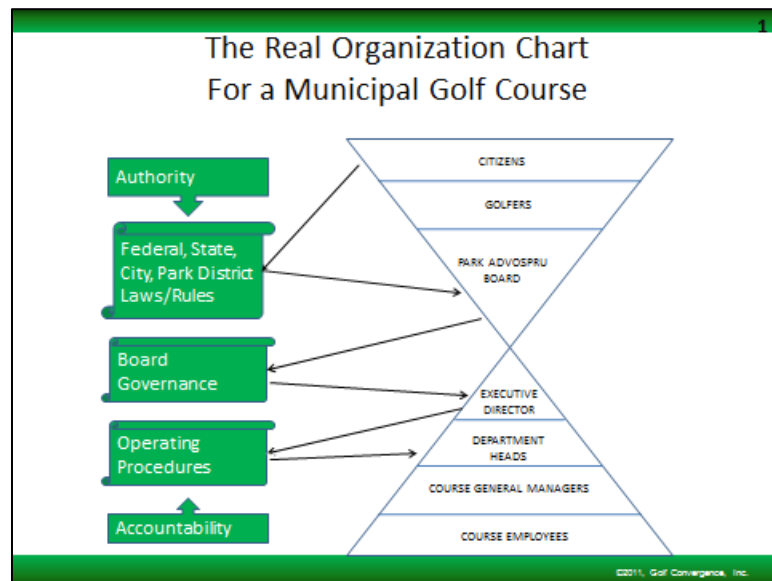 1
The Real Organization Chart
For a Municipal Golf Course
Authority
Federal, State,
City, Park District
Laws/Rules
Board
Governance
Operating
Procedures
Accountability
CITIZENS
GOLFERS
PARK ADVOSPRU
BOARD
EXECUTIVE
DIRECTOR
DEPARTMENT
HEADS
COURSE GENERAL MANAGERS
COURSE EMPLOYEES
©2011, Golf Convergence, Inc.